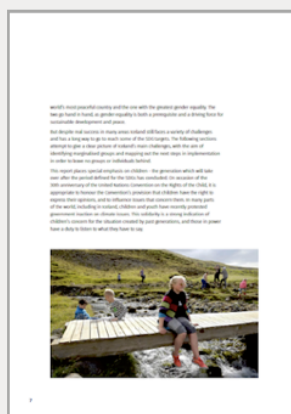 world's most peaceful country and the one with the greatest gender equality. The
two go hand in hand, as gender equality is both a prerequisite and a driving force for
sustainable development and peace.
But despite real success in many areas Iceland still faces a variety of challenges
and has a long way to go to reach some of the SDG targets. The following sections
attempt to give a clear picture of Iceland's main challenges, with the aim of
identifying marginalised groups and mapping out the next steps in implementation
in order to leave no groups or individuals behind.
This report places special emphasis on children – the generation which will take
over after the period defined for the SDGs has concluded. On occasion of the
30th anniversary of the United Nations Convention on the Rights of the Child, it is
appropriate to honour the Convention's provision that children have the right to
express their opinions, and to influence issues that concern them. In many parts
of the world, including in Iceland, children and youth have recently protested
government inaction on climate issues. This solidarity is a strong indication of
children's concern for the situation created by past generations, and those in power
have a duty to listen to what they have to say.
7